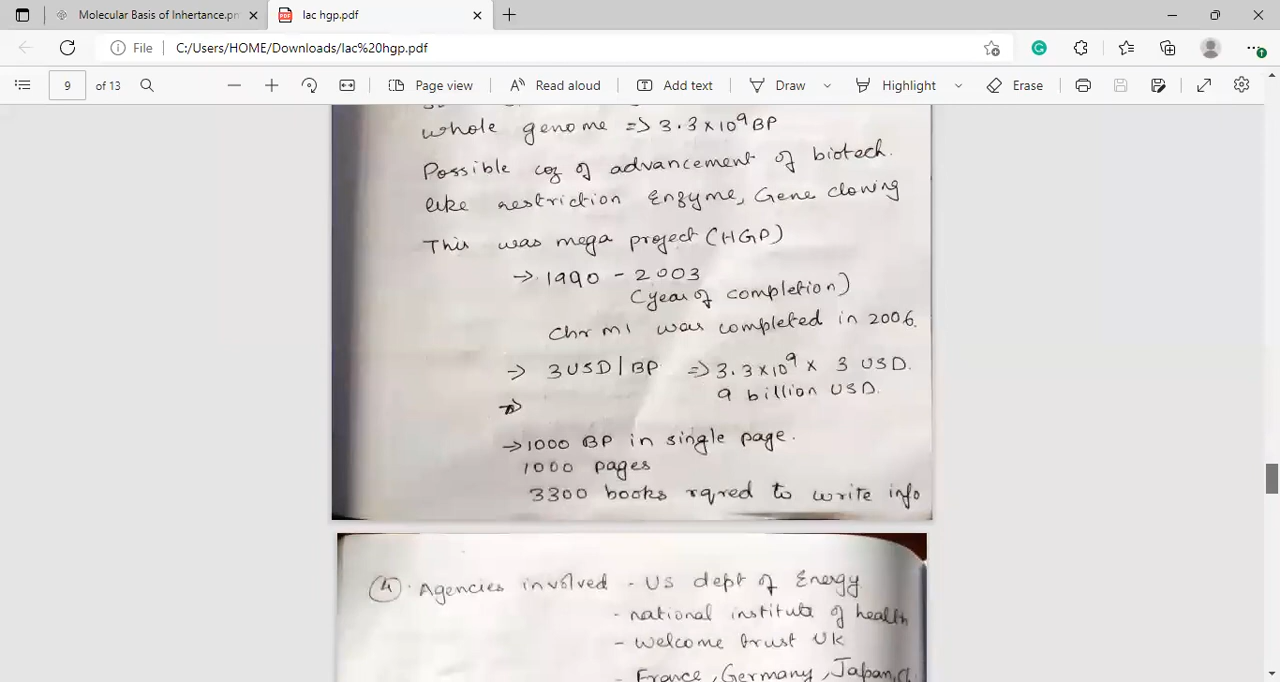 Molecular Basis of Inhertance.pr
lac hgp.pdf
File
C:/Users/HOME/Downloads/lac%20hgp.pdf
9 of 13
Page view
Read aloud
Add text
Draw
Highlight
Erase
whole genome => 3.3×10⁹ BP
Possible coz of advancement of biotech.
like restriction Enzyme, Gene cloning
This was mega project (HGP)
→ 1990 - 2003
(year of completion)
Chr m1 was completed in 2006.
→ 3USD|BP => 3.3×10⁹ × 3 USD.
9 billion USD.
→1000 BP in single page.
1000 pages
3300 books rqred to write info
4. Agencies involved - US dept of Energy
- national institute of health
- welcome trust UK
- France, Germany, Japan,